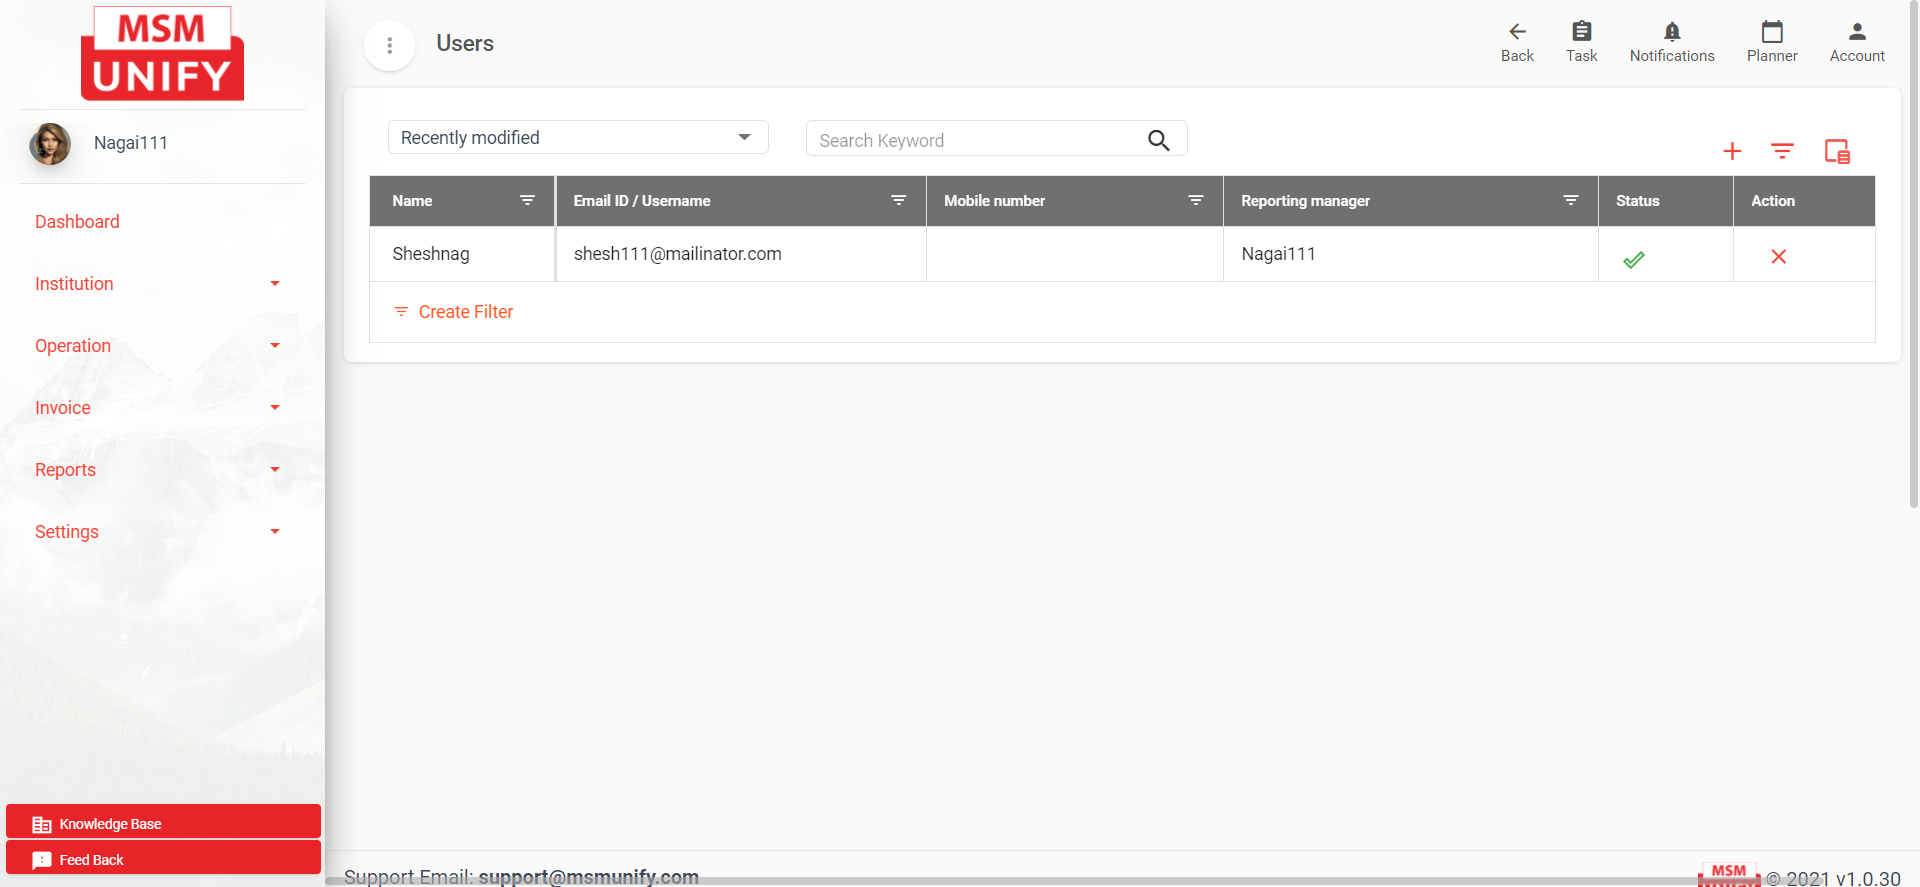 MSM
UNIFY
Nagai111
Dashboard
Institution
Operation
Invoice
Reports
Settings
Knowledge Base
Feed Back
Users
Back
Task
Notifications
Planner
Account
Recently modified
Search Keyword
Name
Email ID / Username
Mobile number
Reporting manager
Status
Action
Sheshnag
shesh111@mailinator.com
Nagai111
Create Filter
Support Email: support@msmunify.com
MSM
UNIFY
© 2021 v1.0.30